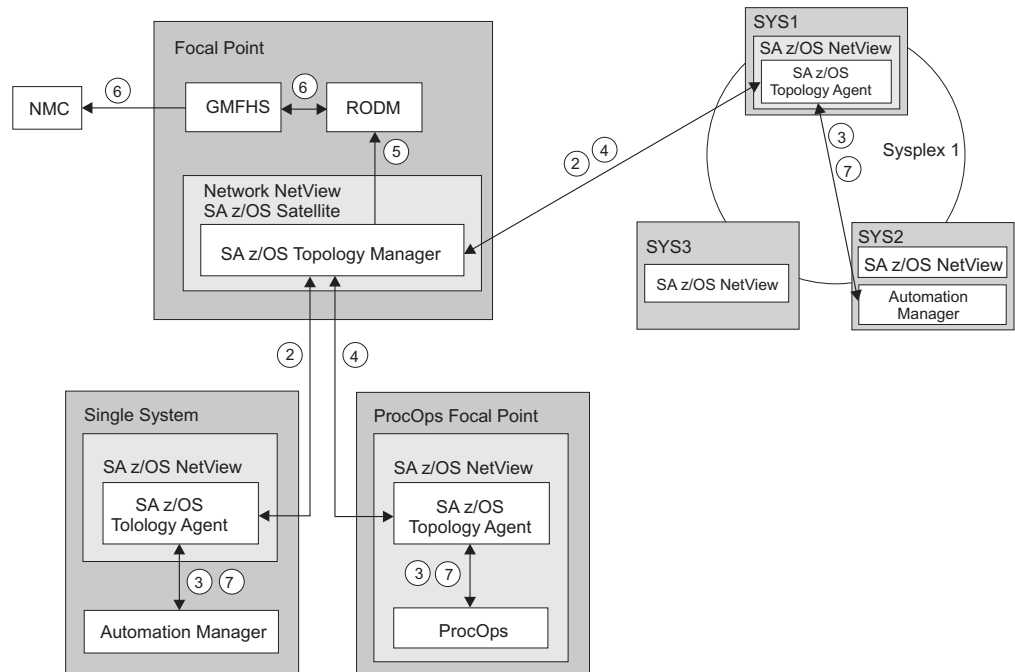 Focal Point
NMC
6
GMFHS
6
RODM
5
Network NetView
SA z/OS Satellite
SA z/OS Topology Manager
2
4
SYS1
SA z/OS NetView
SA z/OS
Topology Agent
3
7
Sysplex 1
SYS3
SA z/OS NetView
SYS2
SA z/OS NetView
Automation
Manager
2
4
Single System
SA z/OS NetView
SA z/OS
Tolology Agent
3 7
Automation Manager
ProcOps Focal Point
SA z/OS NetView
SA z/OS
Topology Agent
3 7
ProcOps